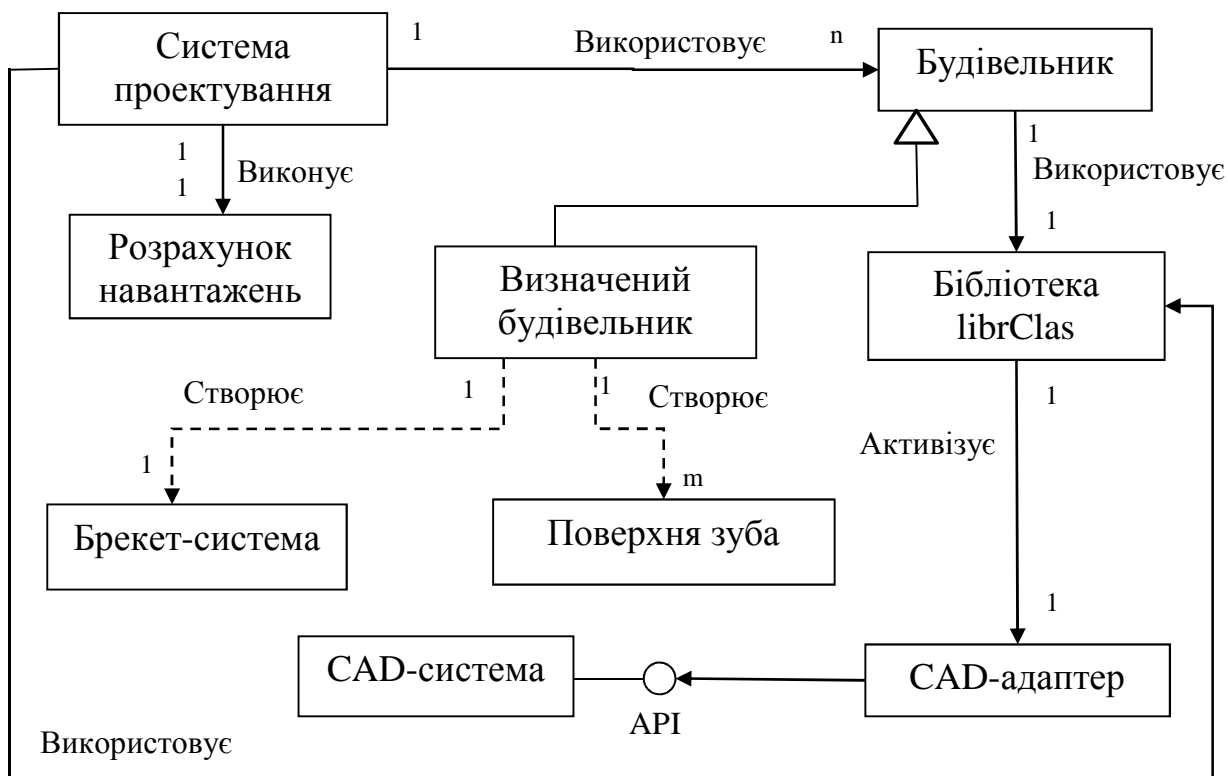 1
Використовує
n
Система
проектування
Будівельник
1
1
Виконує
1
Використовує
1
Розрахунок
навантажень
Визначений
будівельник
Бібліотека
librClas
Створює
1
1
Створює
1
Активізує
1
m
Брекет-система
Поверхня зуба
1
CAD-система
API
CAD-адаптер
Використовує